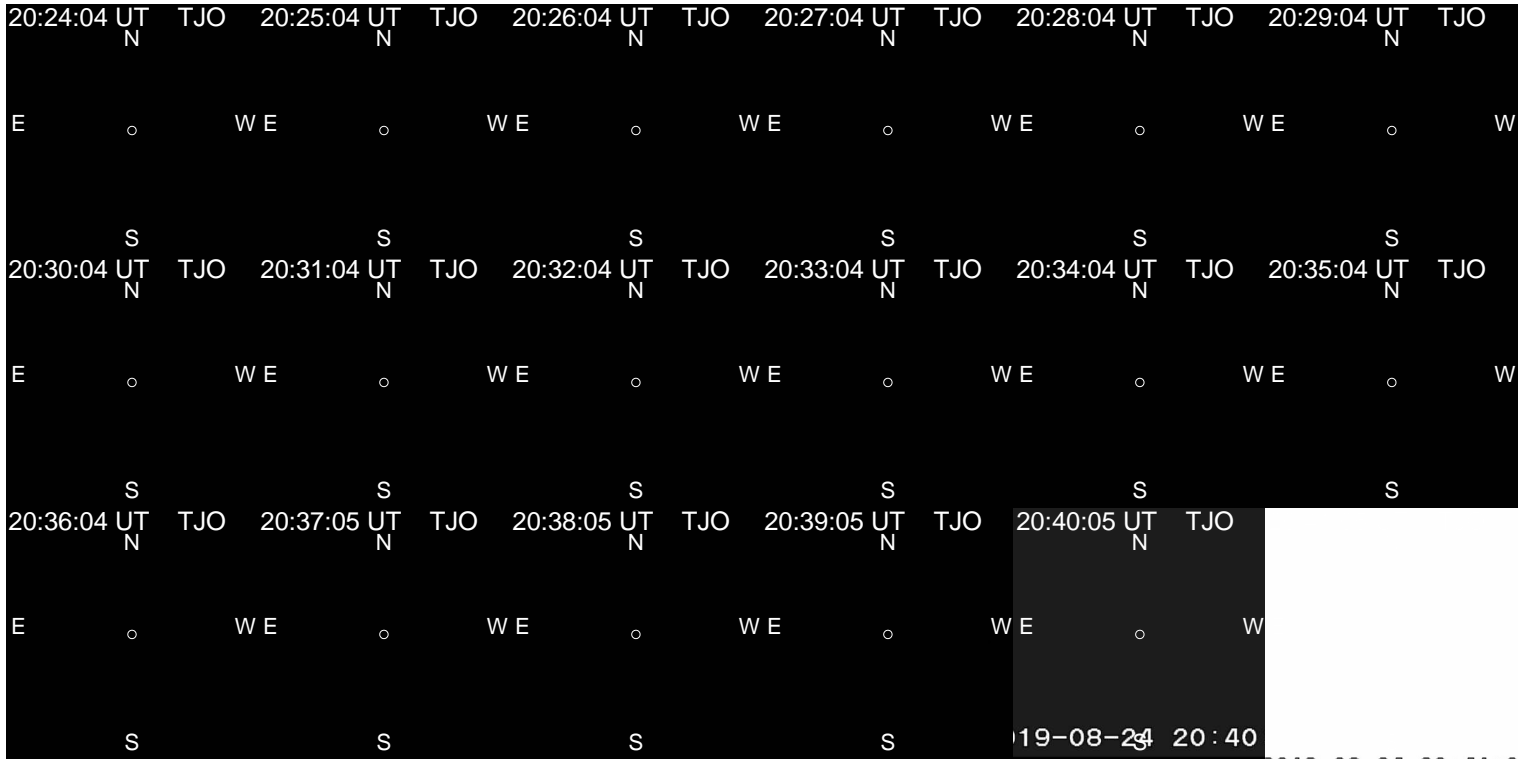 20:24:04 UT TJO 20:25:04 UT TJO 20:26:04 UT TJO 20:27:04 UT TJO 20:28:04 UT TJO 20:29:04 UT TJO
N N N N N N
E W E W E W E W E W E W
S S S S S S
20:30:04 UT TJO 20:31:04 UT TJO 20:32:04 UT TJO 20:33:04 UT TJO 20:34:04 UT TJO 20:35:04 UT TJO
N N N N N N
E W E W E W E W E W E W
S S S S S S
20:36:04 UT TJO 20:37:05 UT TJO 20:38:05 UT TJO 20:39:05 UT TJO 20:40:05 UT TJO
N N N N N
E W E W E W E W E W
S S S S S
19-08-24 20:40